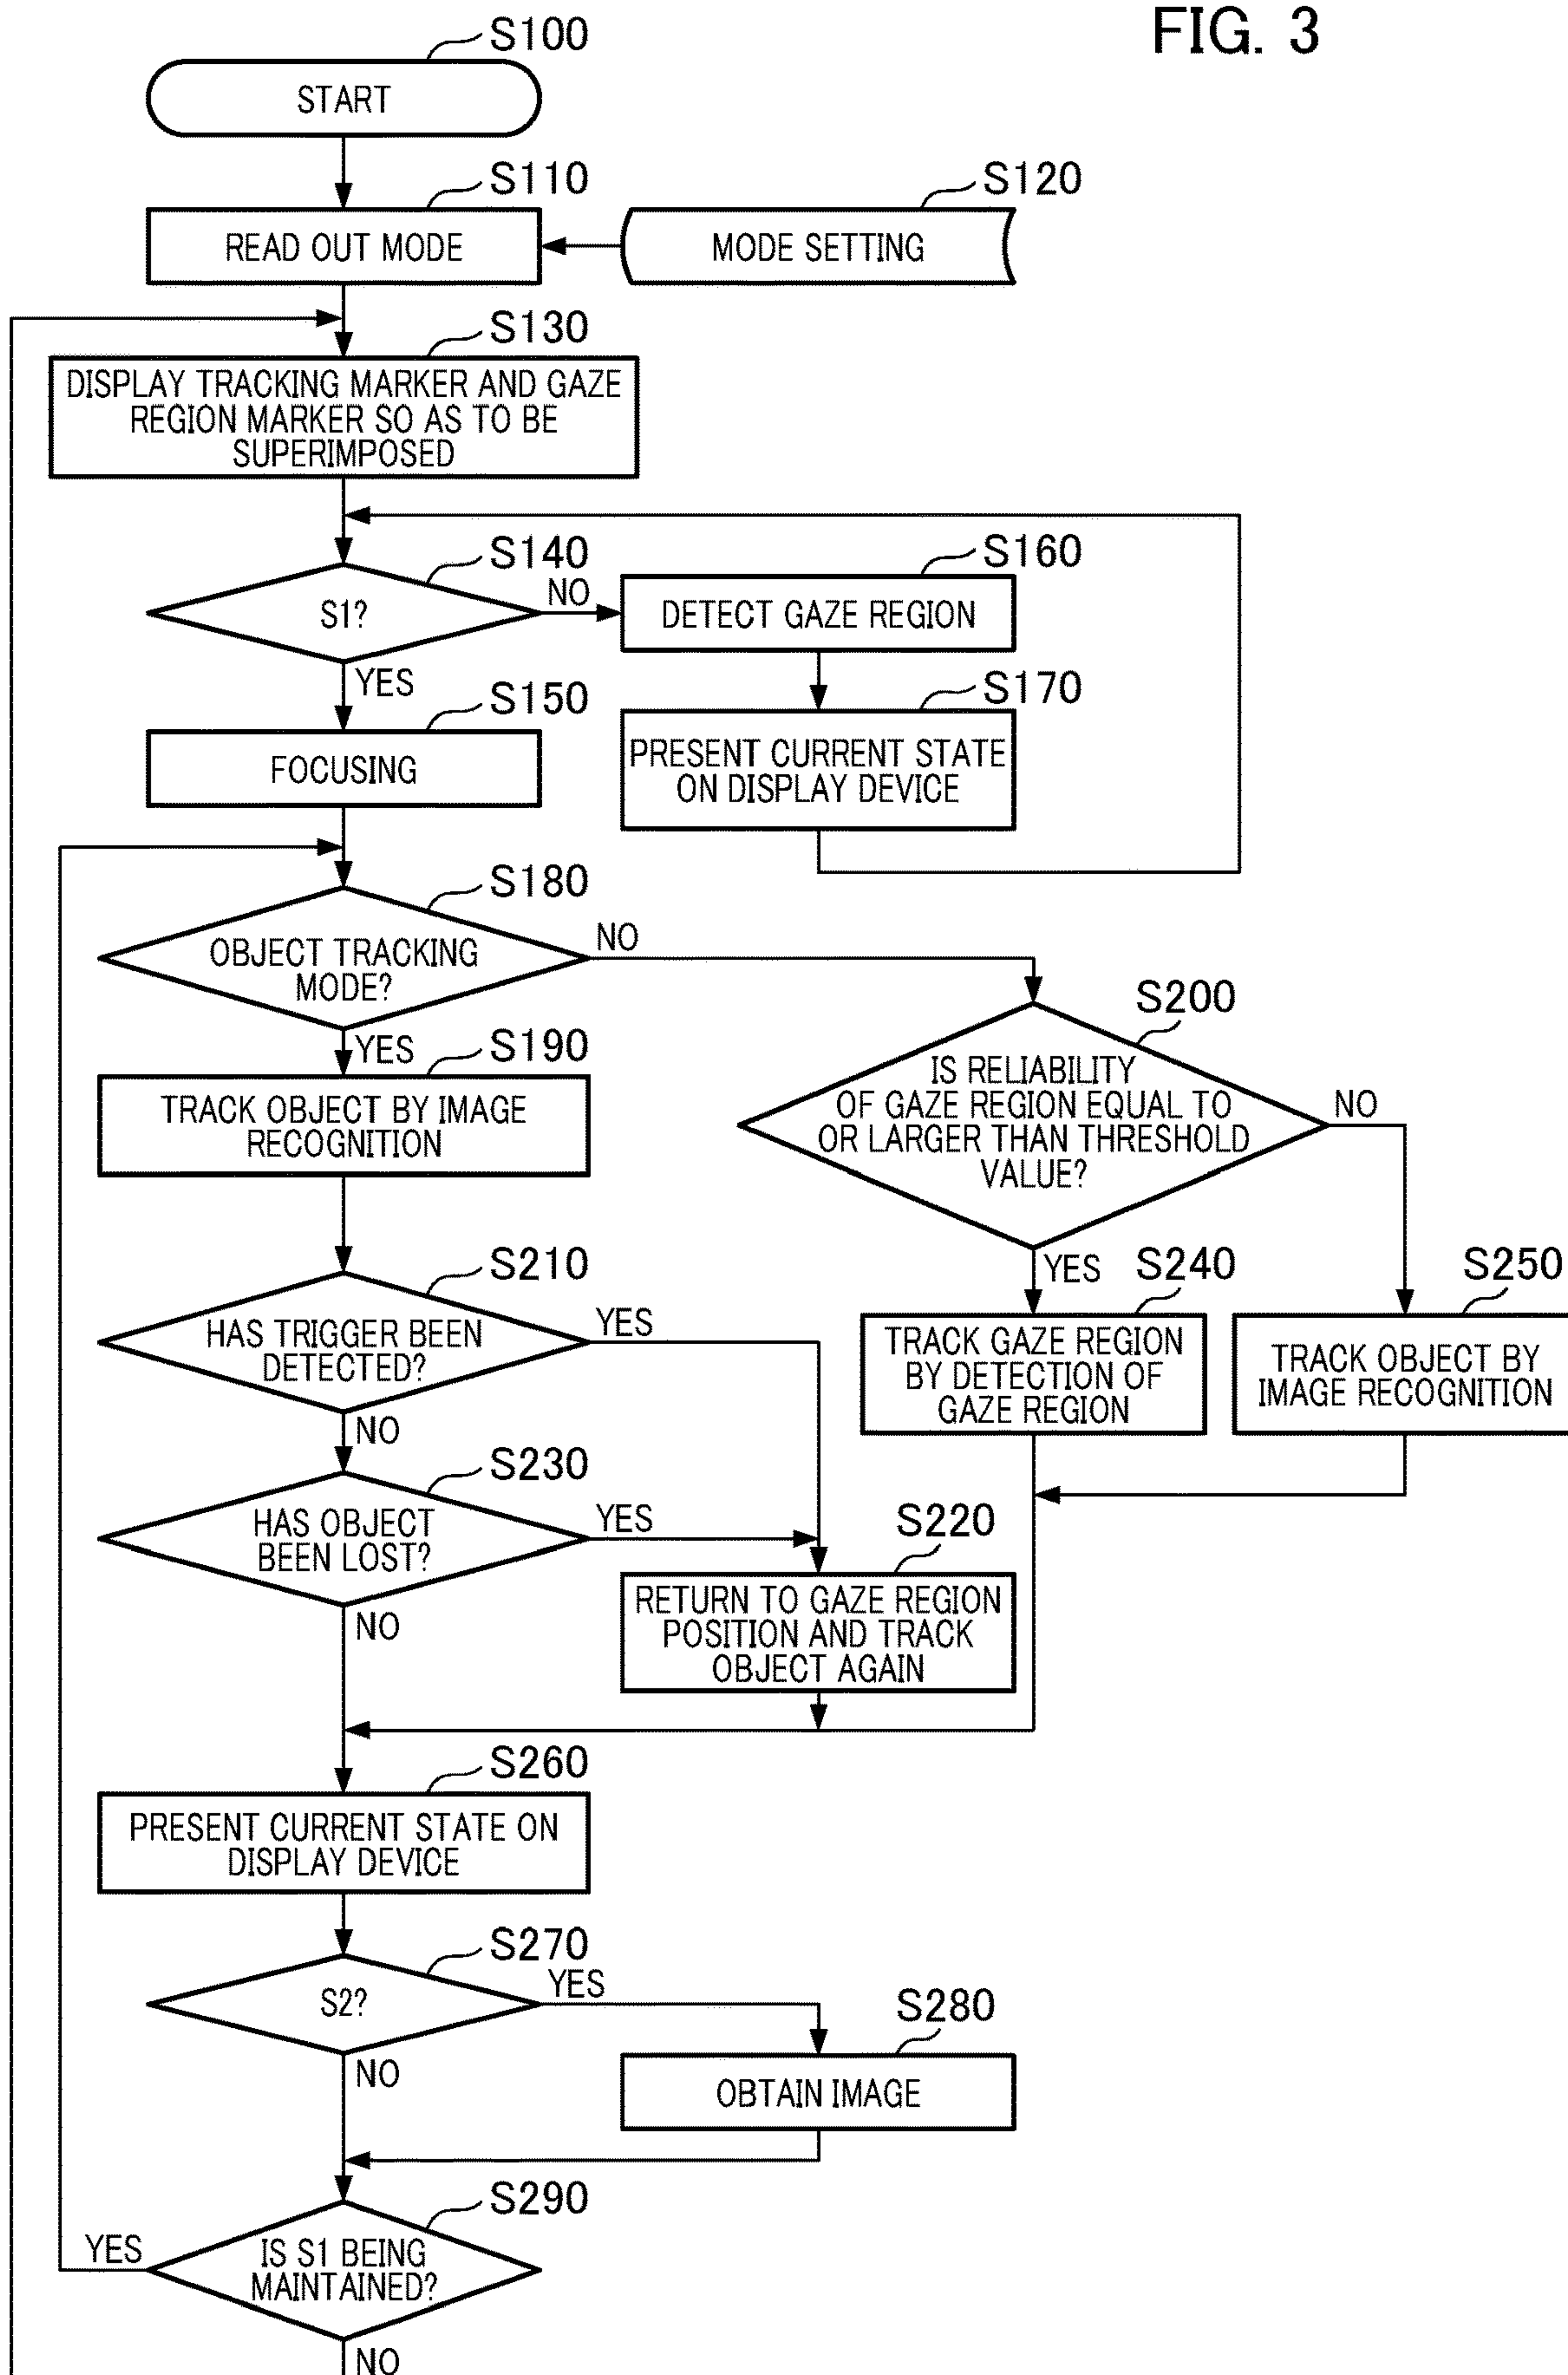 FIG. 3
S100
START
S110
READ OUT MODE
S120
MODE SETTING
S130
DISPLAY TRACKING MARKER AND GAZE
REGION MARKER SO AS TO BE
SUPERIMPOSED
S140
S1?
NO
YES
S160
DETECT GAZE REGION
S150
FOCUSING
S170
PRESENT CURRENT STATE
ON DISPLAY DEVICE
S180
OBJECT TRACKING
MODE?
NO
YES
S190
TRACK OBJECT BY IMAGE
RECOGNITION
S200
IS RELIABILITY
OF GAZE REGION EQUAL TO
OR LARGER THAN THRESHOLD
VALUE?
NO
YES
S210
HAS TRIGGER BEEN
DETECTED?
YES
NO
S240
TRACK GAZE REGION
BY DETECTION OF
GAZE REGION
S250
TRACK OBJECT BY
IMAGE RECOGNITION
S230
HAS OBJECT
BEEN LOST?
YES
NO
S220
RETURN TO GAZE REGION
POSITION AND TRACK
OBJECT AGAIN
S260
PRESENT CURRENT STATE ON
DISPLAY DEVICE
S270
S2?
YES
NO
S280
OBTAIN IMAGE
S290
IS S1 BEING
MAINTAINED?
YES
NO